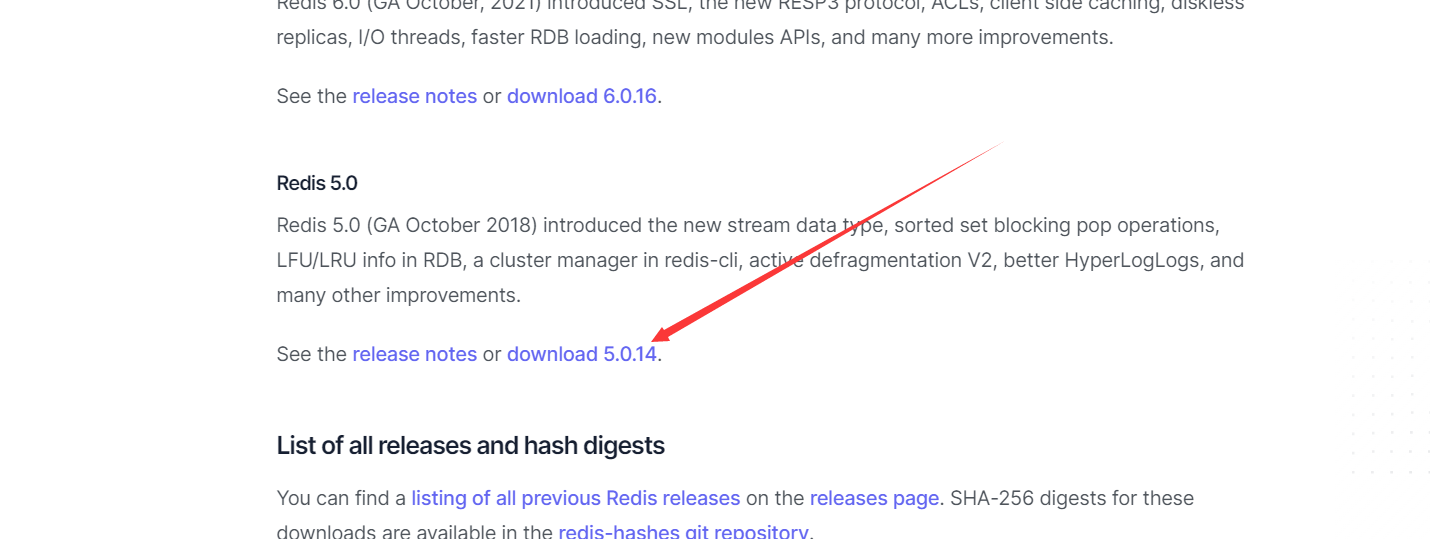 Redis 6.0 (GA October, 2021) introduced SSL, the new RESP3 protocol, ACLs, client side caching, diskless
replicas, I/O threads, faster RDB loading, new modules APIs, and many more improvements.
See the release notes or download 6.0.16.
Redis 5.0
Redis 5.0 (GA October 2018) introduced the new stream data type, sorted set blocking pop operations,
LFU/LRU info in RDB, a cluster manager in redis-cli, active defragmentation V2, better HyperLogLogs, and
many other improvements.
See the release notes or download 5.0.14.
List of all releases and hash digests
You can find a listing of all previous Redis releases on the releases page. SHA-256 digests for these
downloads are available in the redis-hashes git repository.